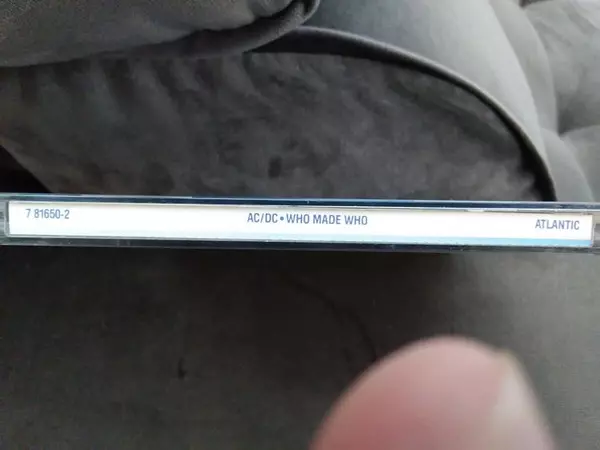 7 81650-2 AC/DC • WHO MADE WHO ATLANTIC